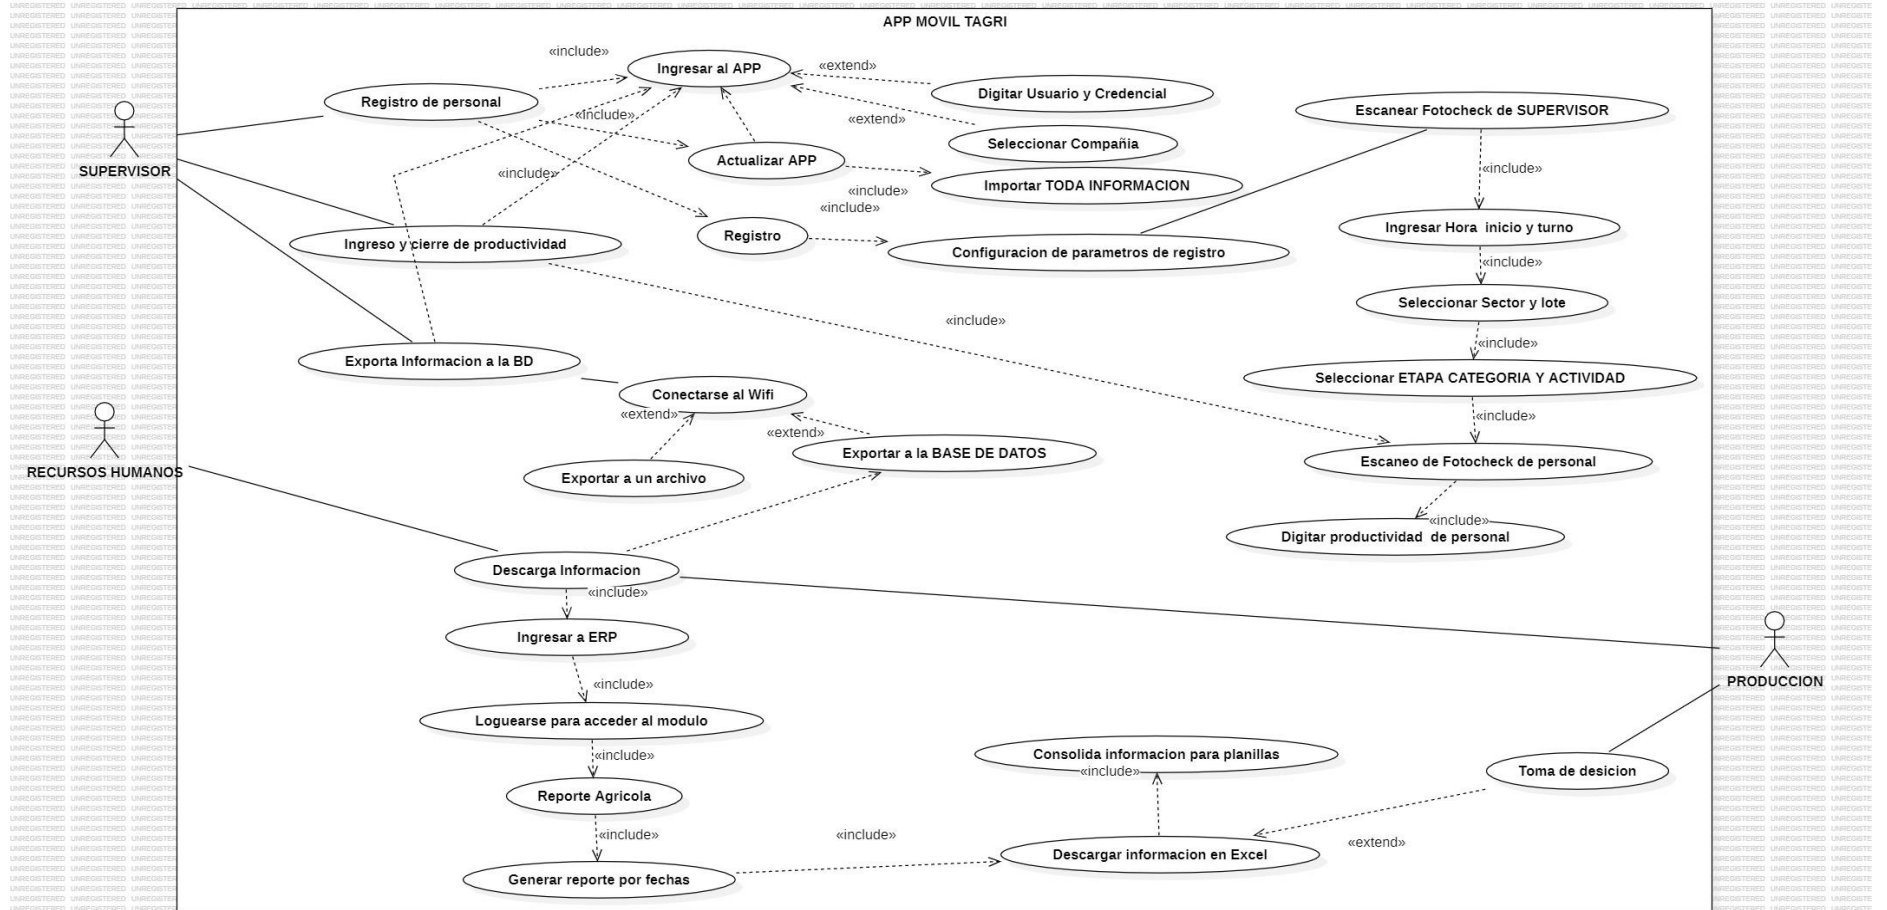 APP MOVIL TAGRI
«include»
Ingresar al APP
«extend»
Registro de personal
Digitar Usuario y Credencial
Escanear Fotocheck de SUPERVISOR
«include»
«extend»
SUPERVISOR
Actualizar APP
Seleccionar Compañia
«include»
«include»
Importar TODA INFORMACION
«include»
«include»
Registro
Ingresar Hora  inicio y turno
Ingreso y cierre de productividad
Configuracion de parametros de registro
«include»
Seleccionar Sector y lote
«include»
«include»
Exporta Informacion a la BD
Seleccionar ETAPA CATEGORIA Y ACTIVIDAD
Conectarse al Wifi
«extend»
«include»
«extend»
Exportar a la BASE DE DATOS
Escaneo de Fotocheck de personal
RECURSOS HUMANOS
Exportar a un archivo
«include»
Digitar productividad  de personal
Descarga Informacion
«include»
Ingresar a ERP
PRODUCCION
«include»
Loguearse para acceder al modulo
«include»
Consolida informacion para planillas
«include»
Toma de desicion
Reporte Agricola
«include»
«include»
«extend»
Descargar informacion en Excel
Generar reporte por fechas
UNREGISTERED